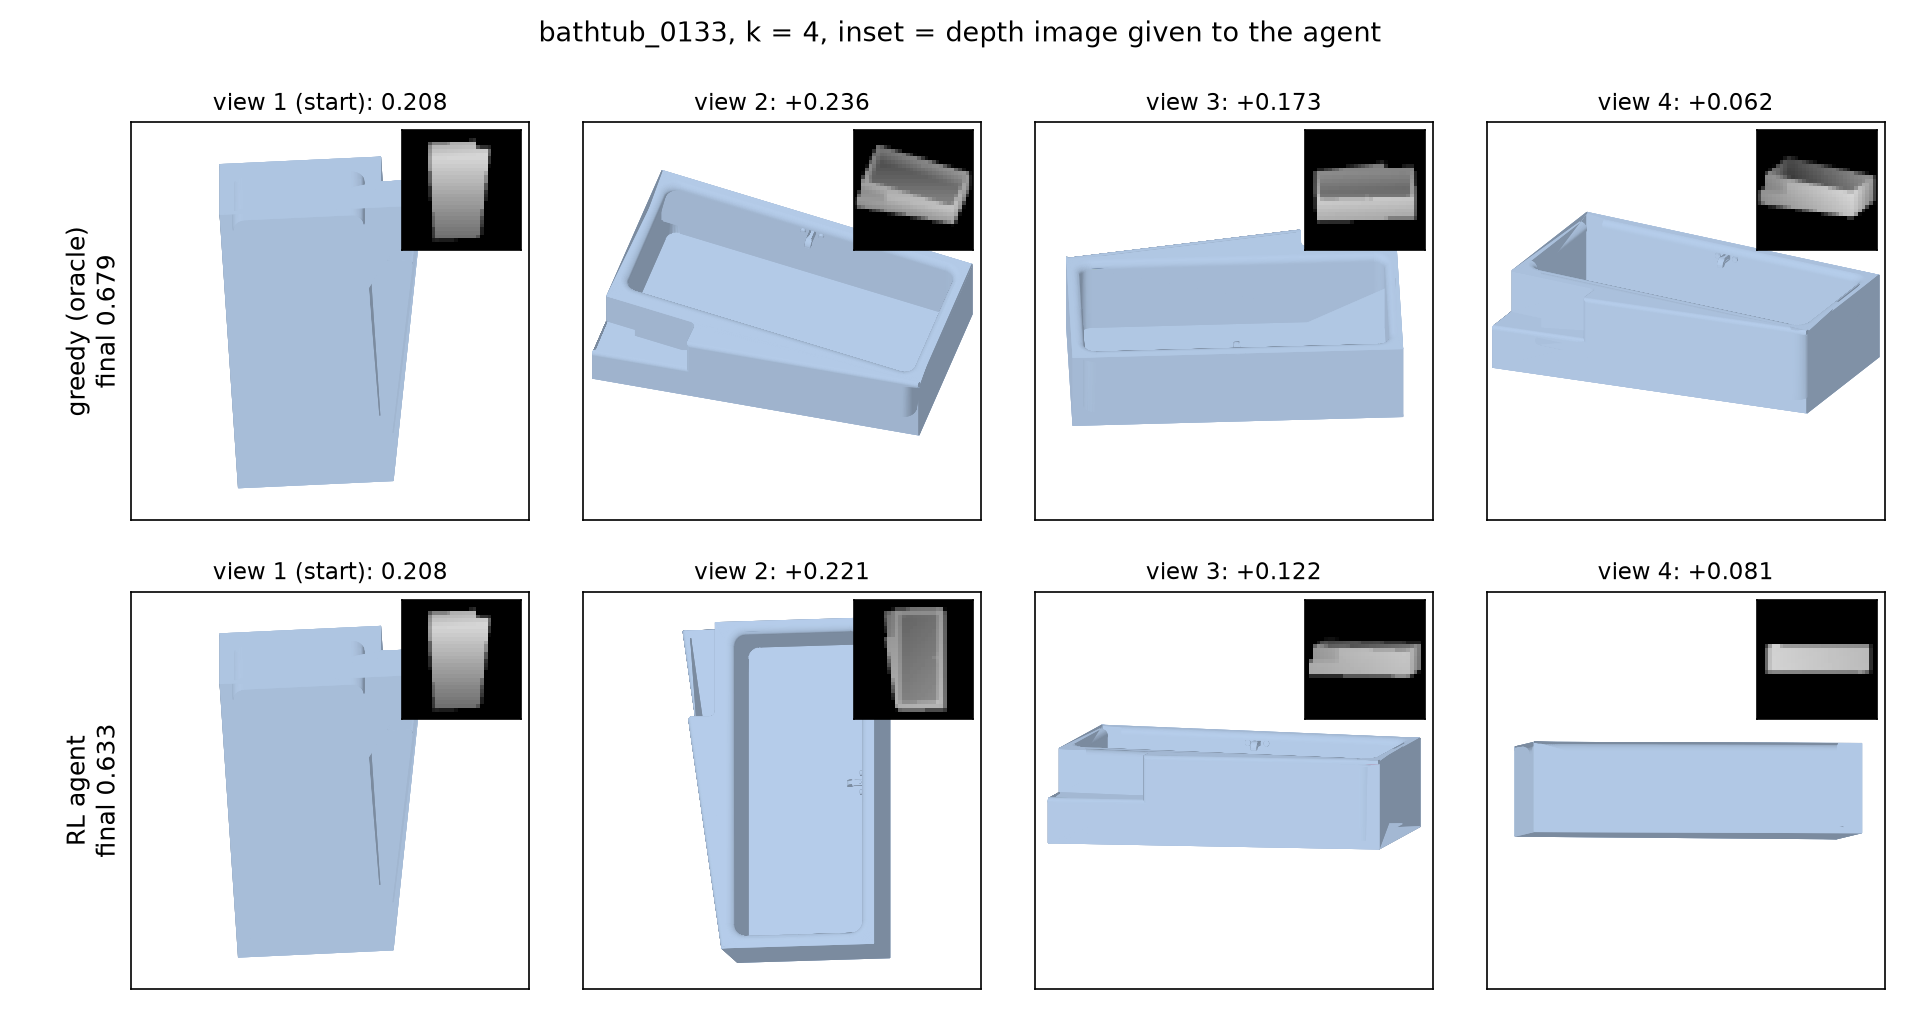 bathtub_0133, k = 4, inset = depth image given to the agent
view 1 (start): 0.208
view 2: +0.236
view 3: +0.173
view 4: +0.062
greedy (oracle)
final 0.679
view 1 (start): 0.208
view 2: +0.221
view 3: +0.122
view 4: +0.081
RL agent
final 0.633